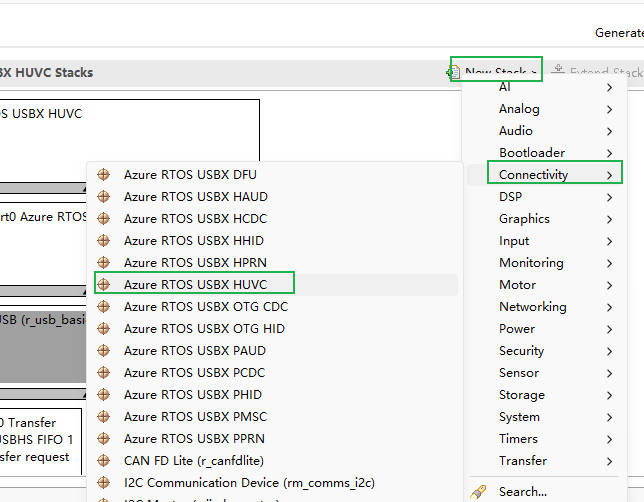 Generate
BX HUVC Stacks
New Stack >
Extend Stack
OS USBX HUVC
AI
Analog
Audio
Bootloader
Connectivity
DSP
Graphics
Input
Monitoring
Motor
Networking
Power
Security
Sensor
Storage
System
Timers
Transfer
Search...
Azure RTOS USBX DFU
Azure RTOS USBX HAUD
Azure RTOS USBX HCDC
Azure RTOS USBX HHID
Azure RTOS USBX HPRN
Azure RTOS USBX HUVC
Azure RTOS USBX OTG CDC
Azure RTOS USBX OTG HID
Azure RTOS USBX PAUD
Azure RTOS USBX PCDC
Azure RTOS USBX PHID
Azure RTOS USBX PMSC
Azure RTOS USBX PPRN
CAN FD Lite (r_canfdlite)
I2C Communication Device (rm_comms_i2c)
ort0 Azure RTOS
USB (r_usb_basic
0 Transfer
USBHS FIFO 1
sfer request